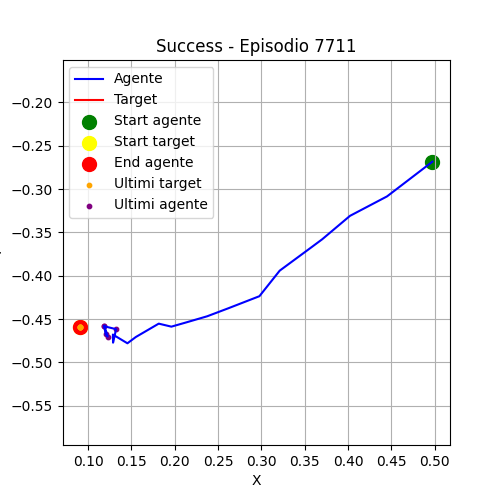 Success - Episodio 7711
Agente
Target
Start agente
Start target
End agente
Ultimi target
Ultimi agente
−0.20
−0.25
−0.30
−0.35
−0.40
−0.45
−0.50
−0.55
0.10 0.15 0.20 0.25 0.30 0.35 0.40 0.45 0.50
X